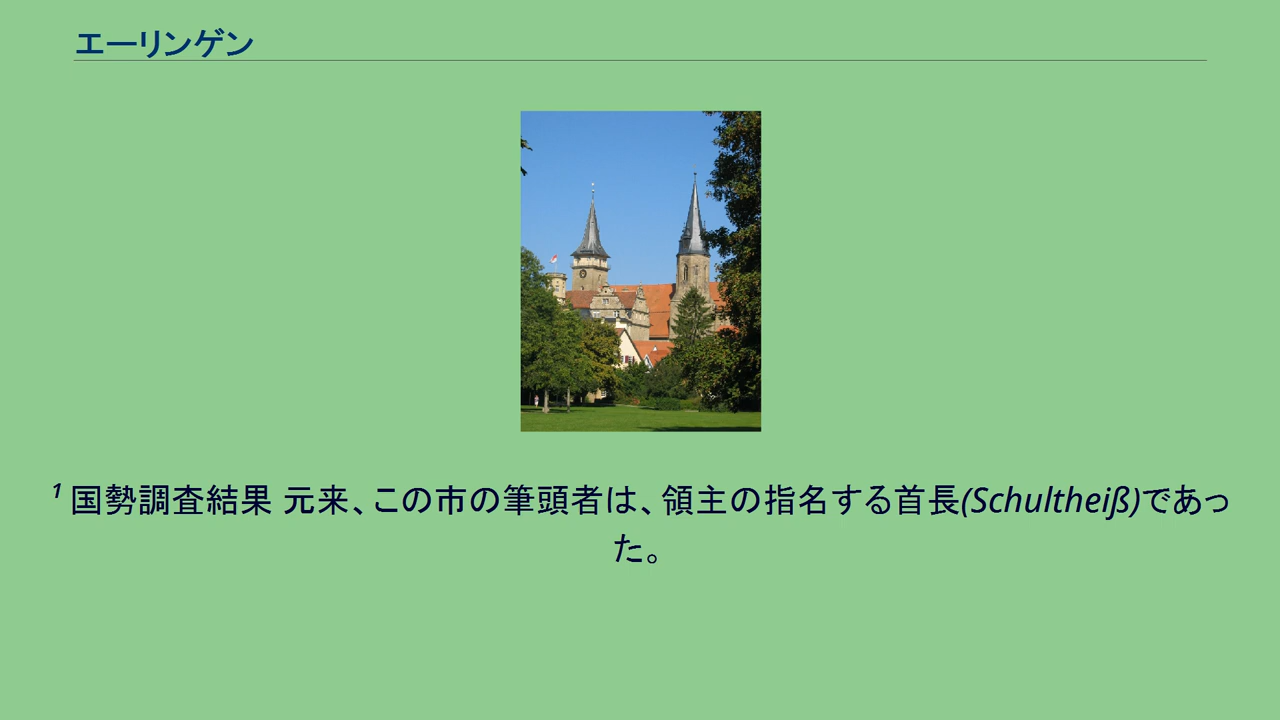 エーリンゲン
¹ 国勢調査結果 元来、この市の筆頭者は、領主の指名する首長(Schultheiß)であっ
た。